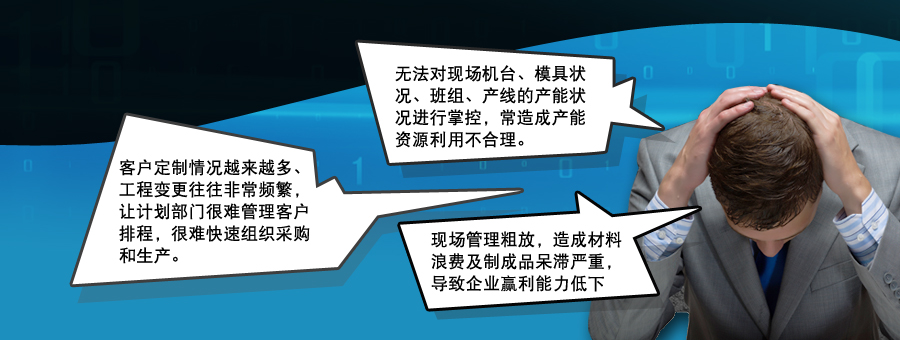 无法对现场机台、模具状
况、班组、产线的产能状
况进行掌控，常造成产能
资源利用不合理。
客户定制情况越来越多、
工程变更往往非常频繁，
让计划部门很难管理客户
排程，很难快速组织采购
和生产。
现场管理粗放，造成材料
浪费及制成品呆滞严重，
导致企业赢利能力低下